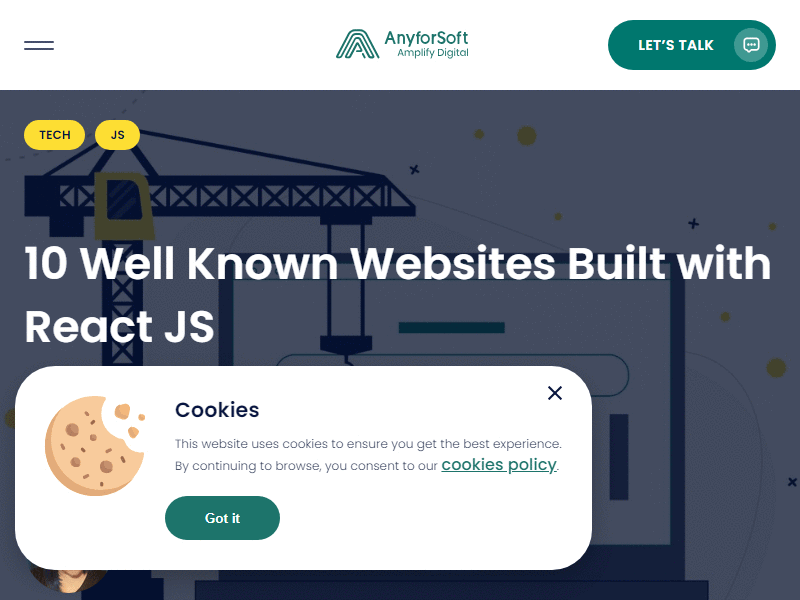 AnyforSoft
Amplify Digital
LET'S TALK
TECH
JS
10 Well Known Websites Built with
React JS
Cookies
This website uses cookies to ensure you get the best experience.
By continuing to browse, you consent to our cookies policy.
Got it